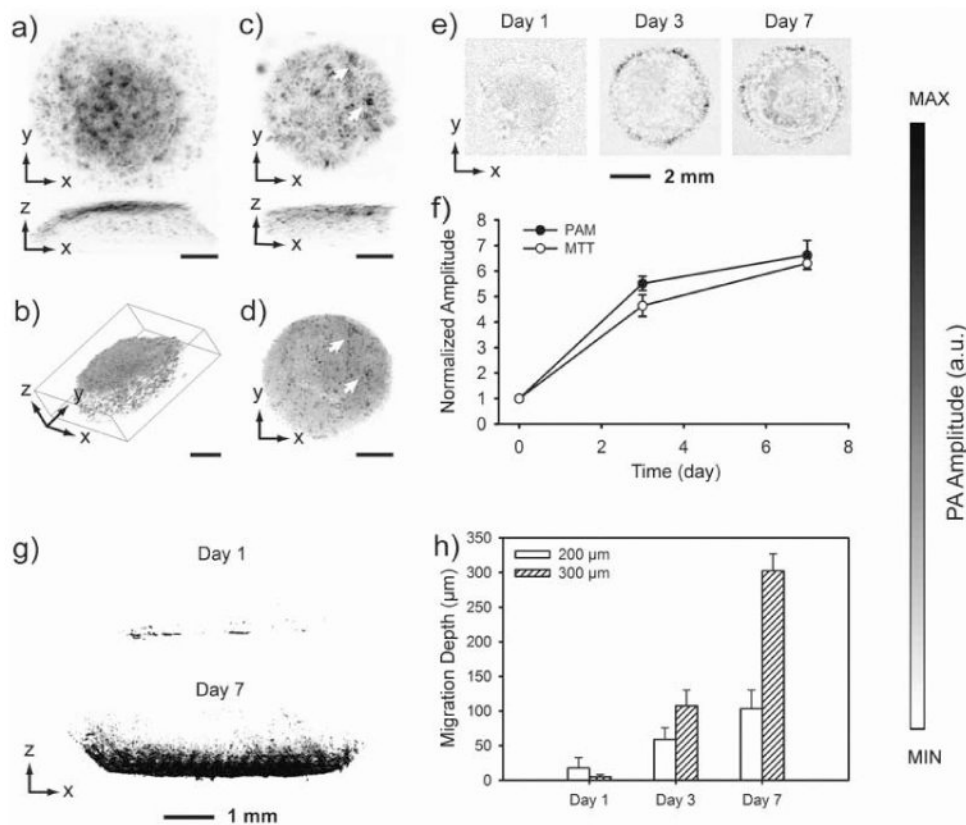 a)
y
x
z
x
c)
y
x
z
x
e)
Day 1
Day 3
Day 7
y
x
2 mm
MAX
PA Amplitude (a.u.)
MIN
b)
z
y
x
d)
y
x
f)
PAM
MTT
8
7
6
5
4
3
2
1
0
Normalized Amplitude
0
2
4
6
8
Time (day)
g)
Day 1
Day 7
z
x
1 mm
h)
200 µm
300 µm
350
300
250
200
150
100
50
0
Migration Depth (µm)
Day 1
Day 3
Day 7